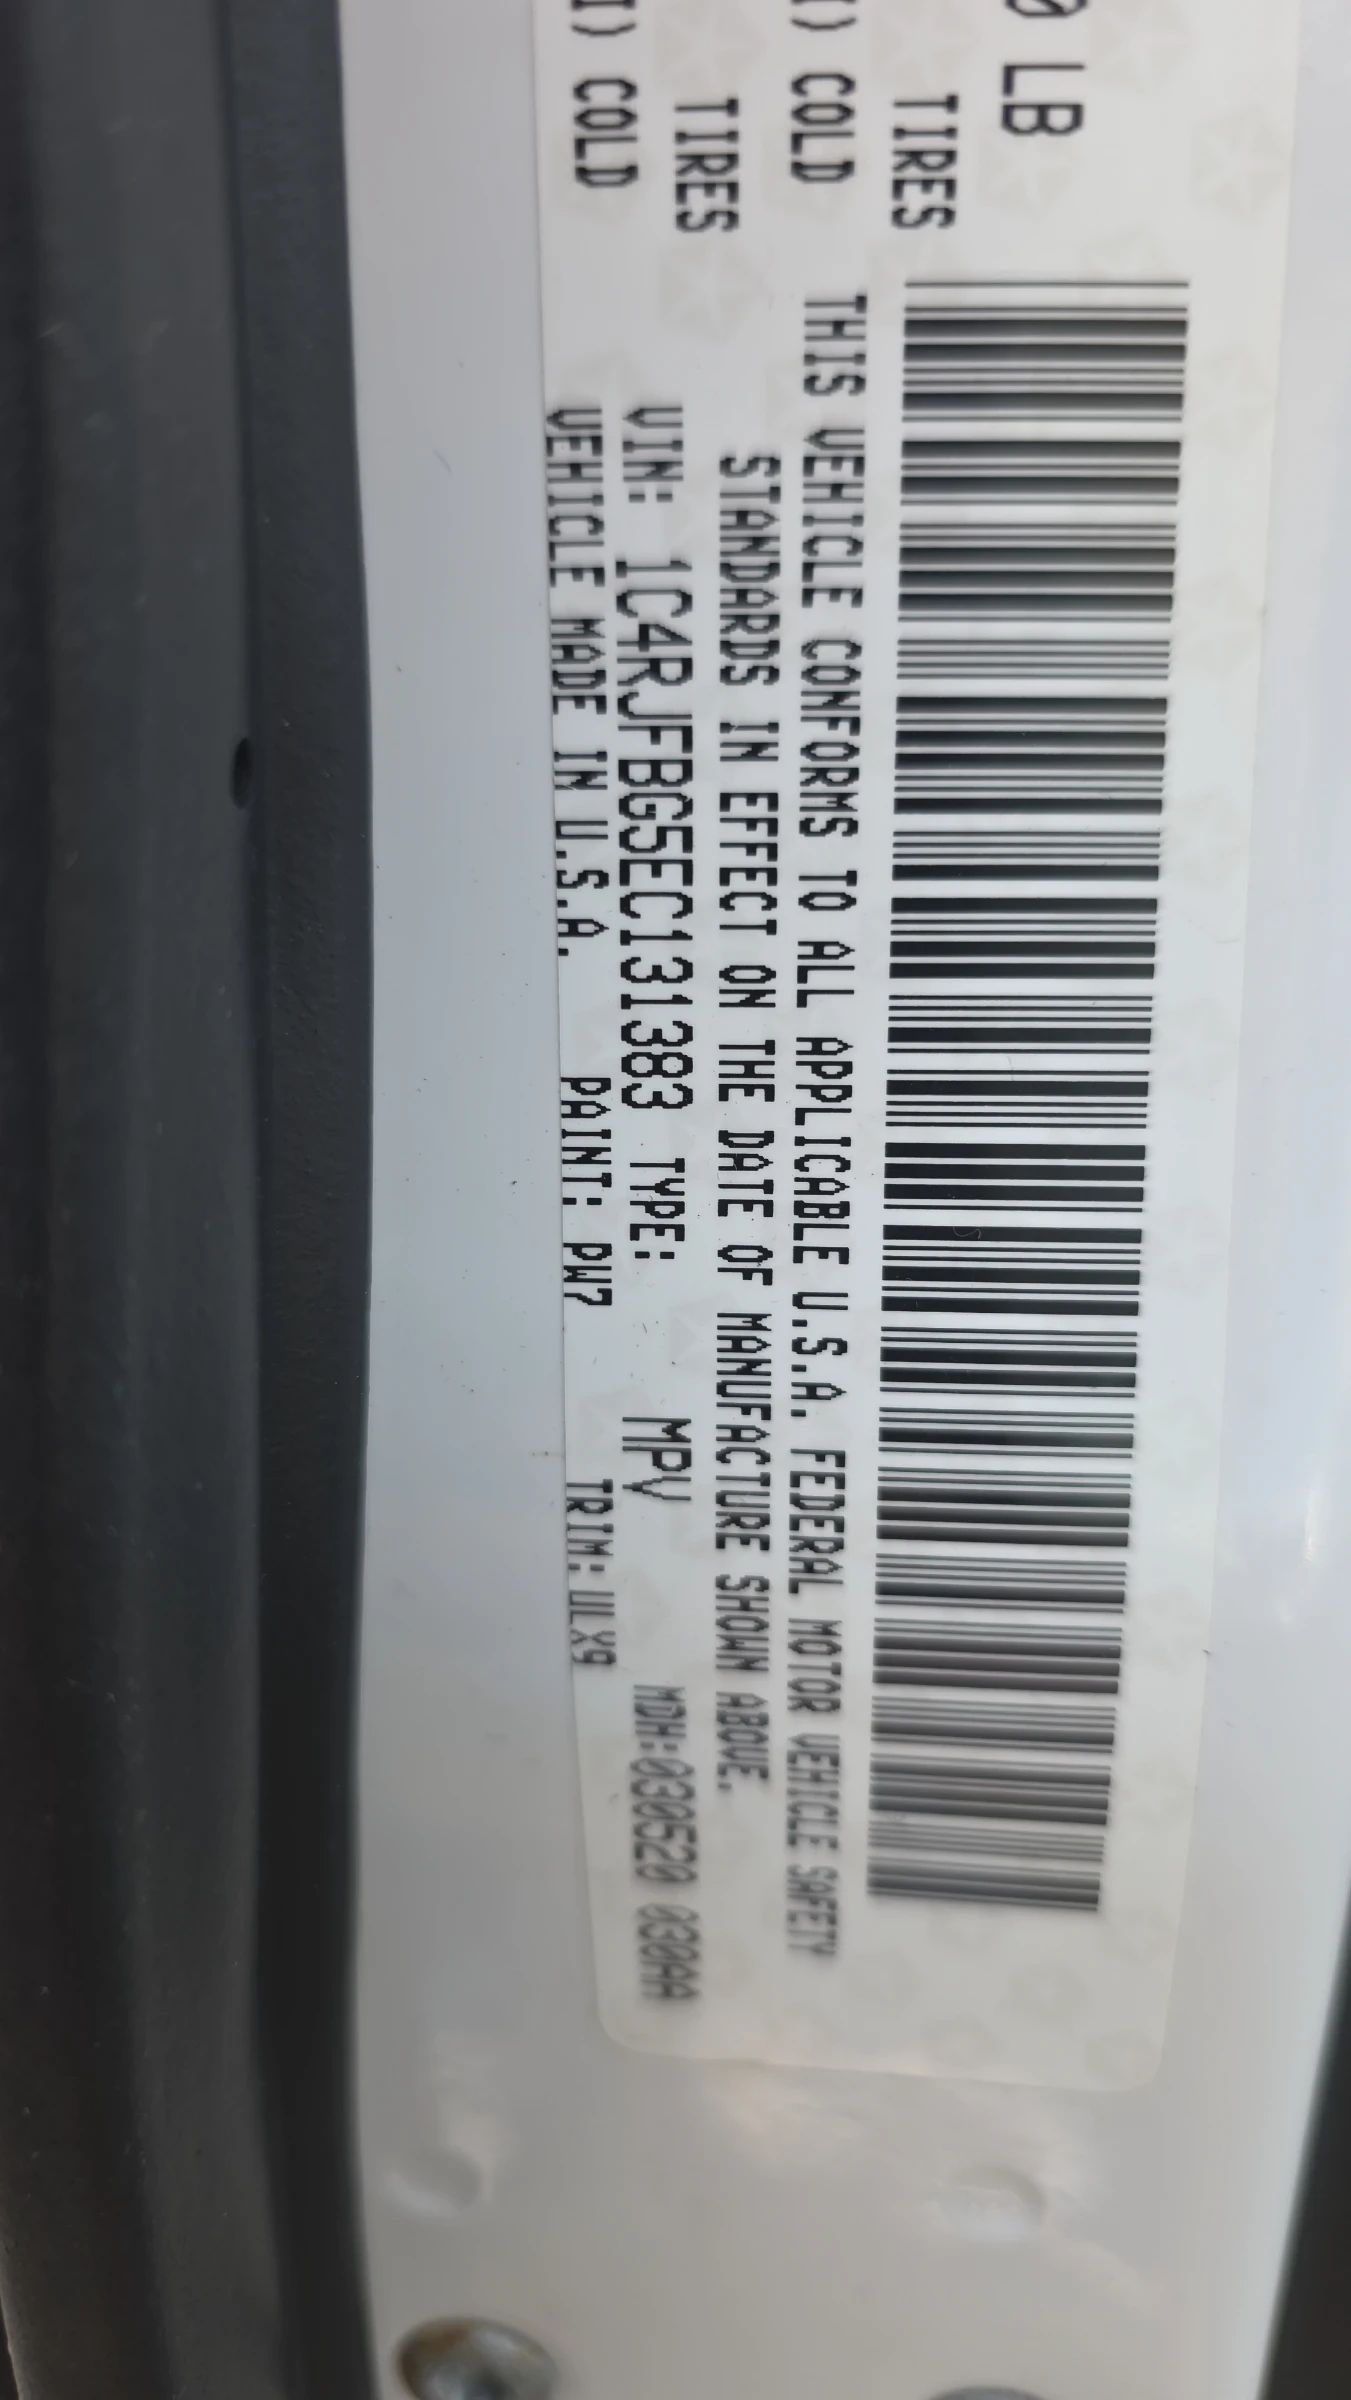 0 LB
TIRES
I) COLD
TIRES
I) COLD
THIS VEHICLE CONFORMS TO ALL APPLICABLE U.S.A. FEDERAL MOTOR VEHICLE SAFETY
STANDARDS IN EFFECT ON THE DATE OF MANUFACTURE SHOWN ABOVE.
VIN: 1C4RJFBG5EC131383 TYPE: MPV MDH:030520 030AA
VEHICLE MADE IN U.S.A. PAINT: PW7 TRIM: ULX9